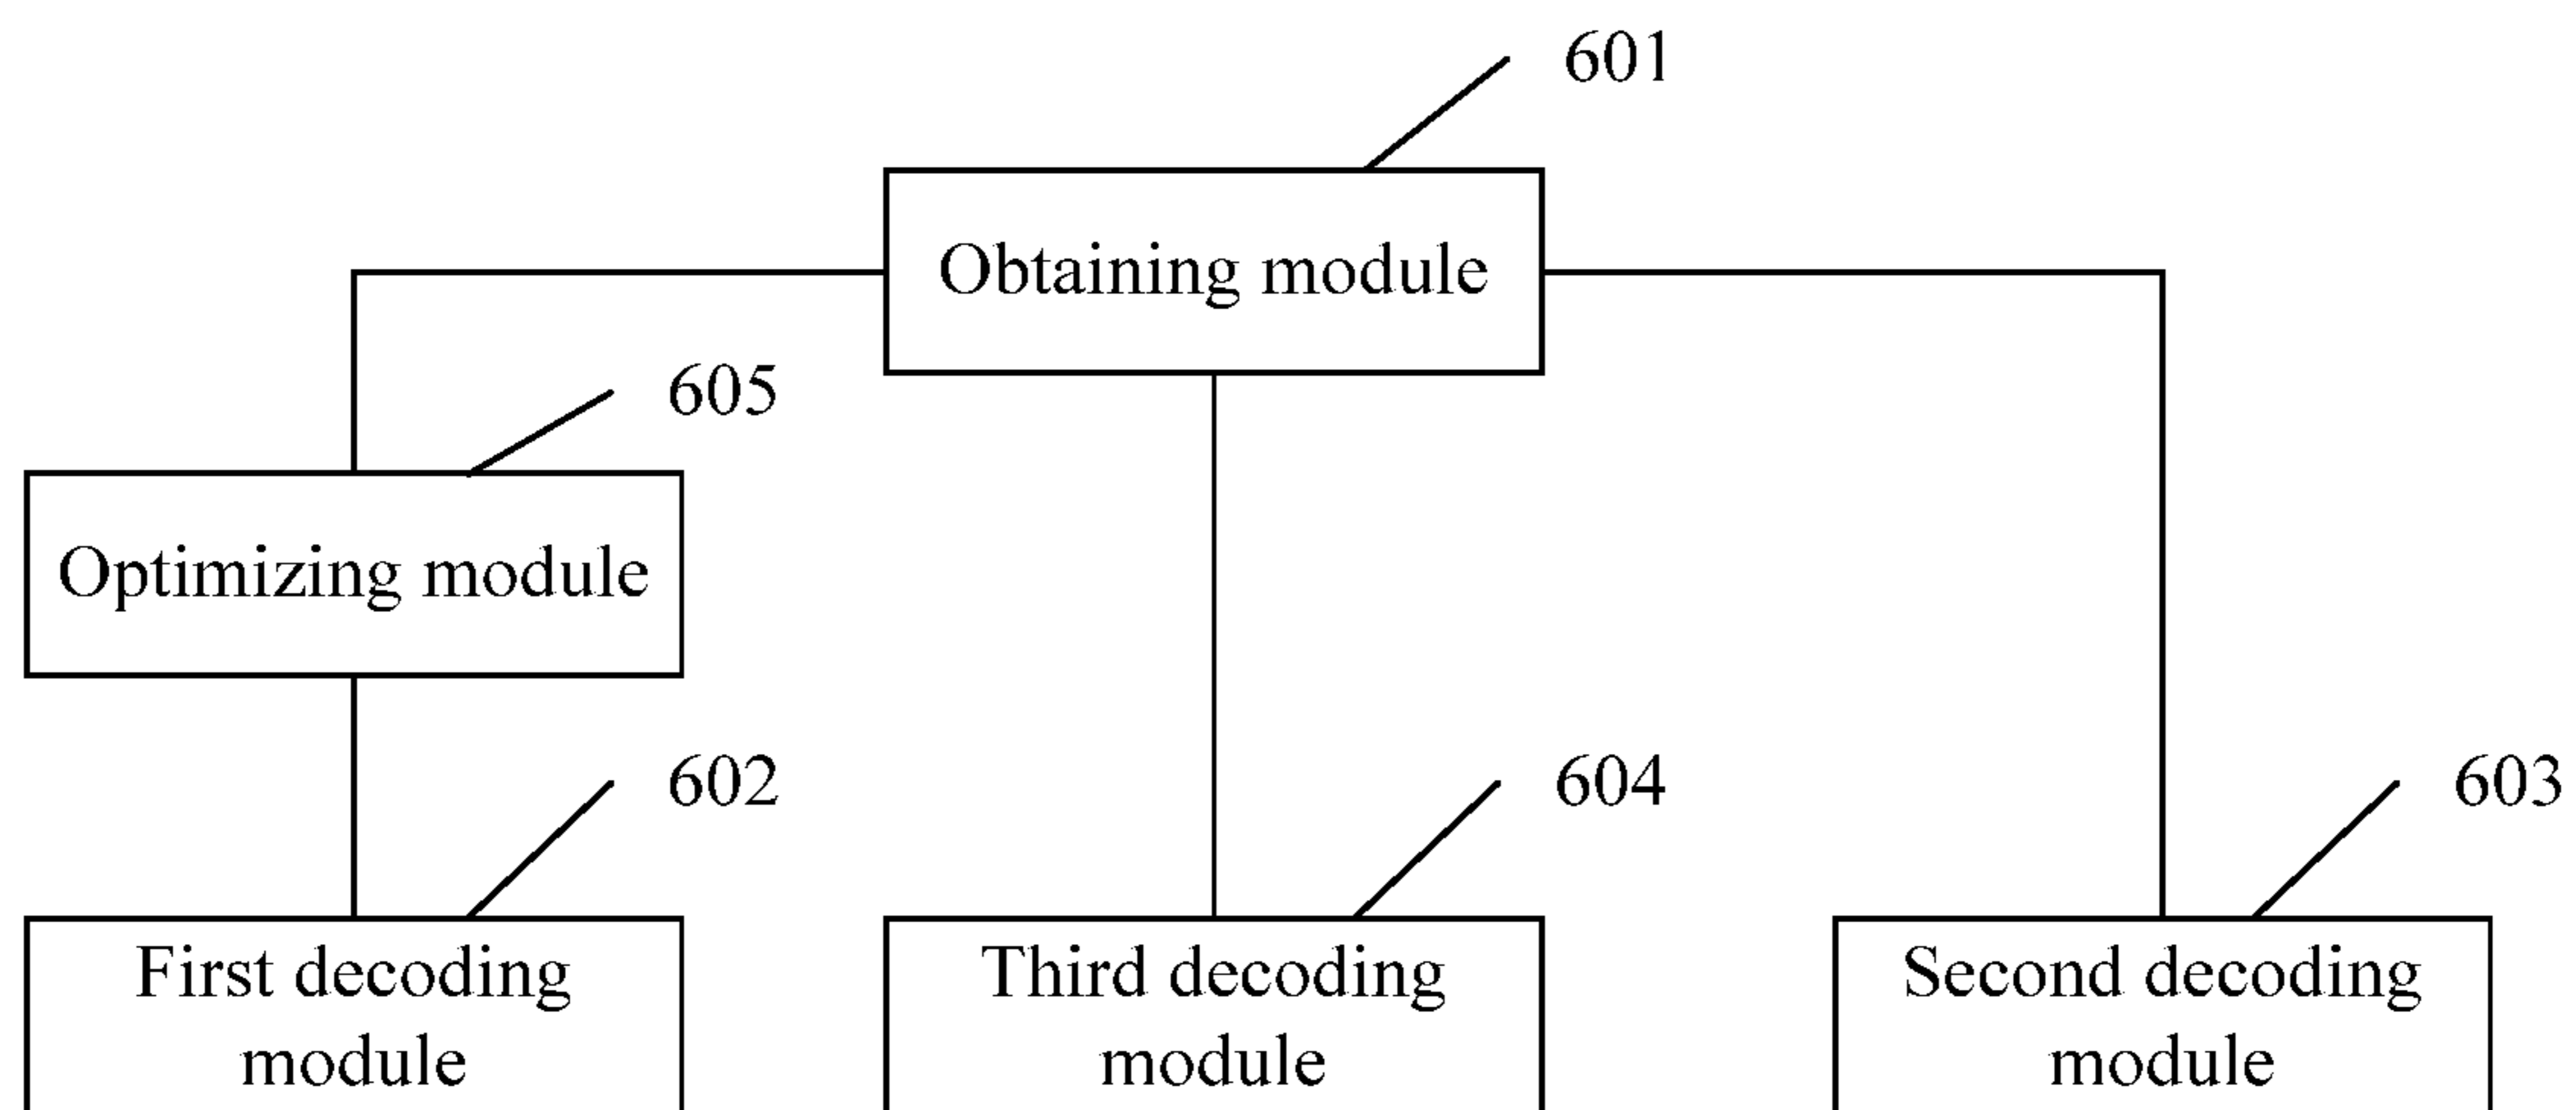 601
Obtaining module
605
Optimizing module
602
604
603
First decoding
module
Third decoding
module
Second decoding
module